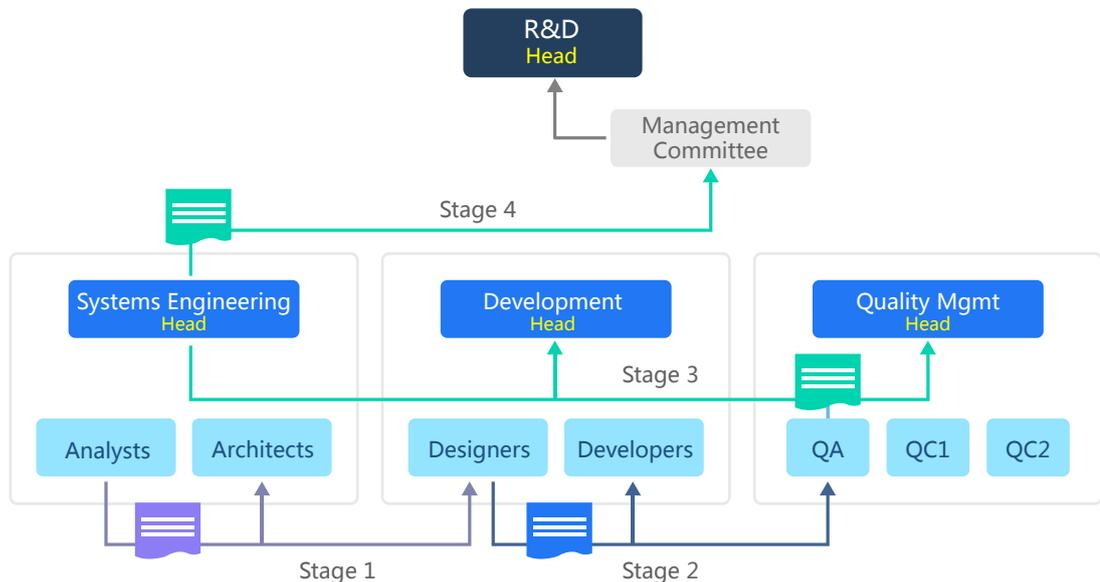 R&D
Head
Management
Committee
Stage 4
Systems Engineering
Head
Development
Head
Quality Mgmt
Head
Stage 3
Analysts
Architects
Designers
Developers
QA
QC1
QC2
Stage 1
Stage 2